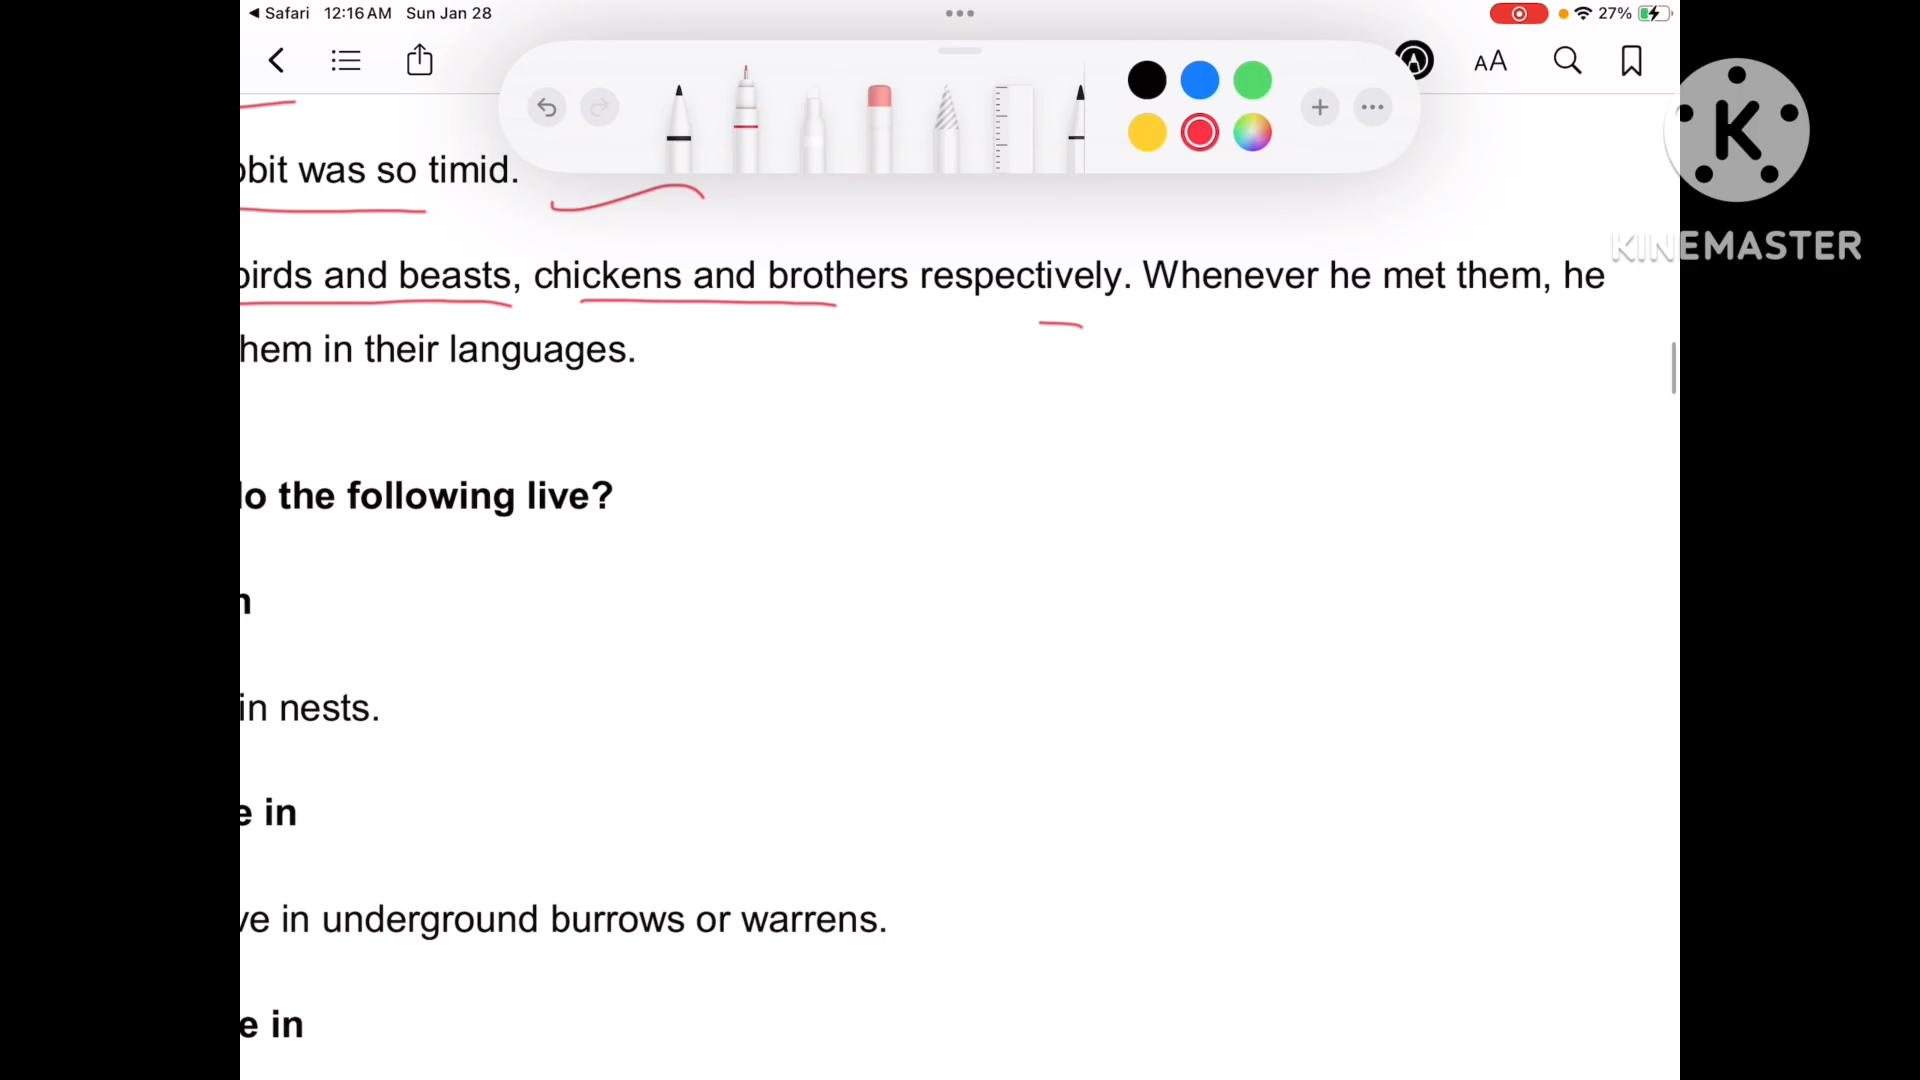 Safari 12:16 AM Sun Jan 28
27%
AA
K
KINEMASTER
was so timid.
birds and beasts, chickens and brothers respectively. Whenever he met them, he
hem in their languages.
the following live?
in nests.
in
in underground burrows or warrens.
in